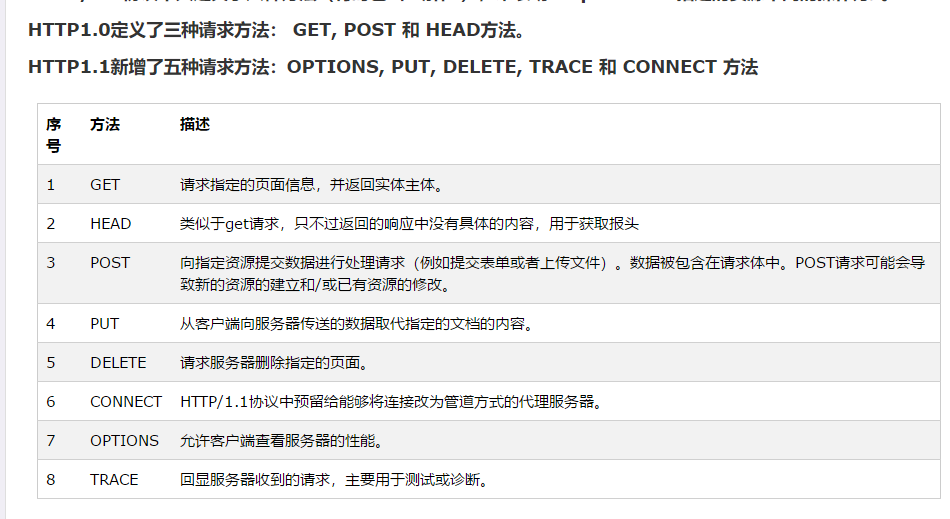 HTTP1.0定义了三种请求方法： GET, POST 和 HEAD方法。
HTTP1.1新增了五种请求方法：OPTIONS, PUT, DELETE, TRACE 和 CONNECT 方法
序号 方法 描述
1 GET 请求指定的页面信息，并返回实体主体。
2 HEAD 类似于get请求，只不过返回的响应中没有具体的内容，用于获取报头
3 POST 向指定资源提交数据进行处理请求（例如提交表单或者上传文件）。数据被包含在请求体中。POST请求可能会导
致新的资源的建立和/或已有资源的修改。
4 PUT 从客户端向服务器传送的数据取代指定的文档的内容。
5 DELETE 请求服务器删除指定的页面。
6 CONNECT HTTP/1.1协议中预留给能够将连接改为管道方式的代理服务器。
7 OPTIONS 允许客户端查看服务器的性能。
8 TRACE 回显服务器收到的请求，主要用于测试或诊断。